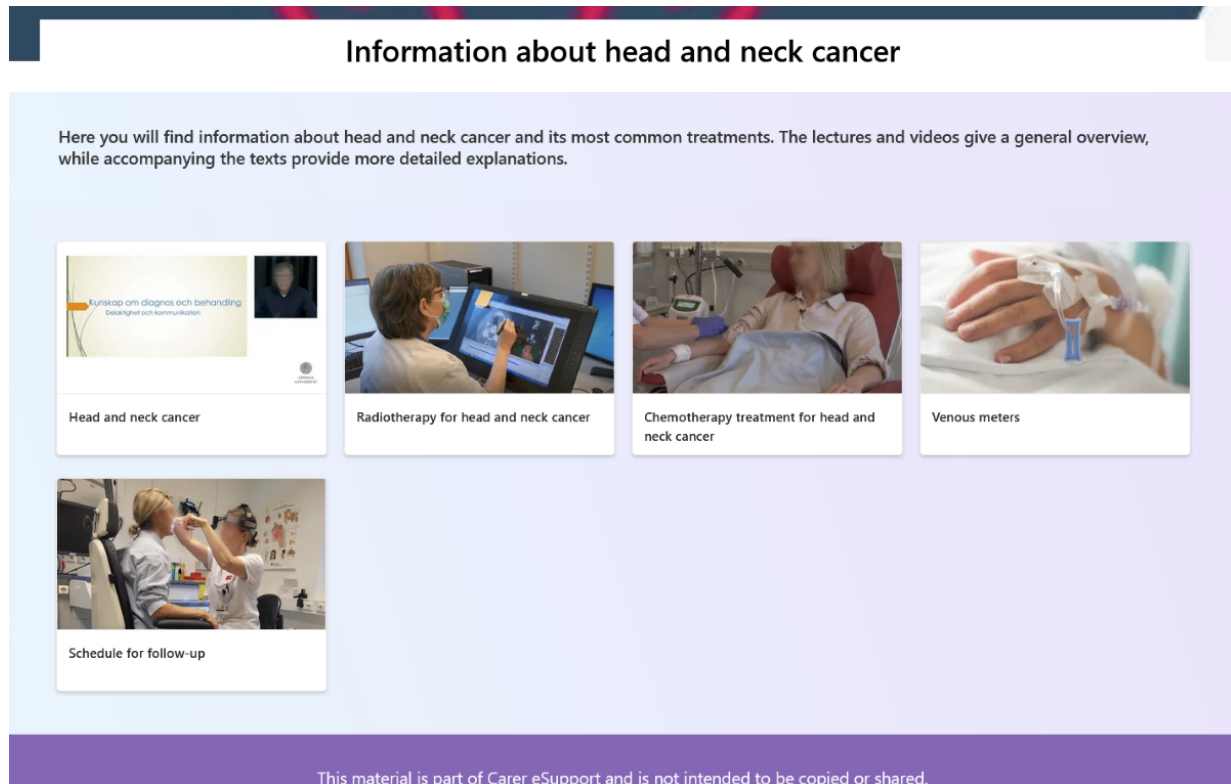 Information about head and neck cancer
Here you will find information about head and neck cancer and its most common treatments. The lectures and videos give a general overview,
while accompanying the texts provide more detailed explanations.
Kunskap om diagnos och behandling
Delaktighet och kommunikation
UPPSALA
UNIVERSITET
Head and neck cancer
Radiotherapy for head and neck cancer
Chemotherapy treatment for head and
neck cancer
Venous meters
Schedule for follow-up
This material is part of Carer eSupport and is not intended to be copied or shared.